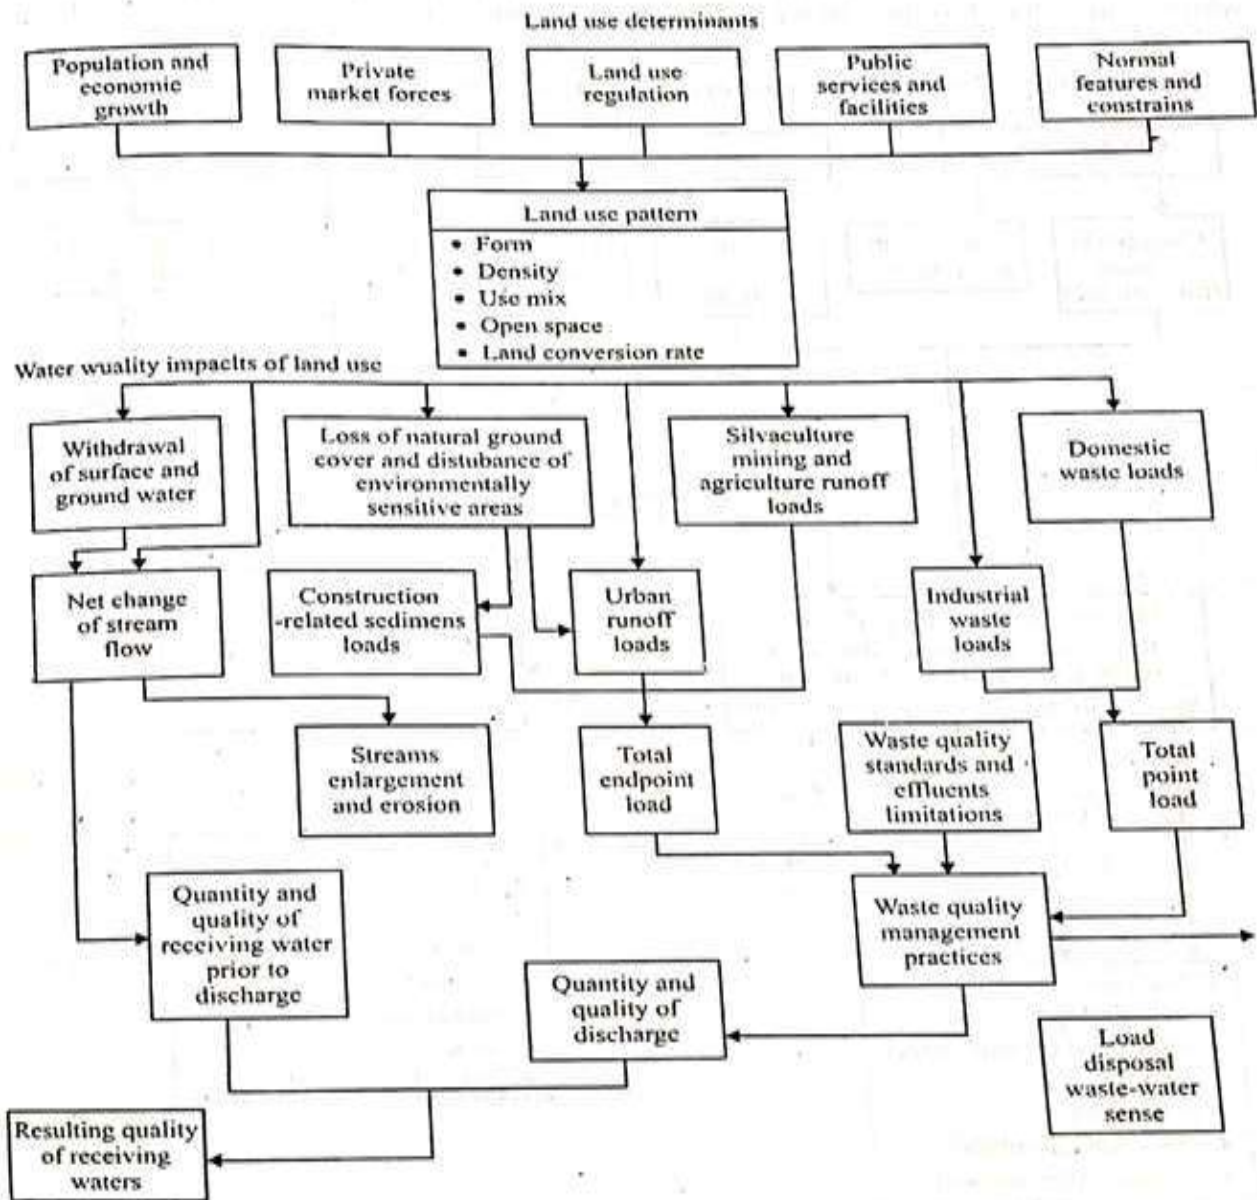 Land use determinants
Population and
economic
growth
Private
market forces
Land use
regulation
Public
services and
facilities
Normal
features and
constrains
Land use pattern
• Form
• Density
• Use mix
• Open space
• Land conversion rate
Water wuality impaclts of land use
Withdrawal
of surface and
ground water
Loss of natural ground
cover and distubance of
environmentally
sensitive areas
Silvaculture
mining and
agriculture runoff
loads
Domestic
waste loads
Net change
of stream
flow
Construction
-related sedimens
loads
Urban
runoff
loads
Industrial
waste
loads
Streams
enlargement
and erosion
Total
endpoint
load
Waste quality
standards and
effluents
limitations
Total
point
load
Quantity and
quality of
receiving water
prior to
discharge
Waste quality
management
practices
Quantity and
quality of
discharge
Load
disposal
waste-water
sense
Resulting quality
of receiving
waters